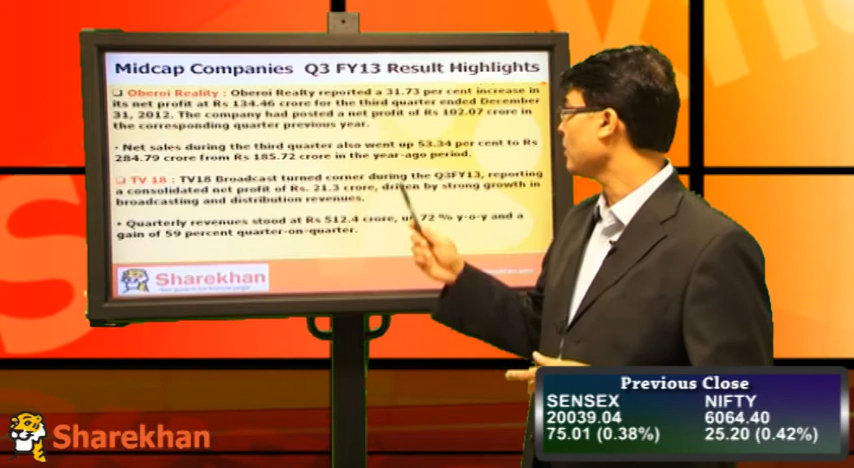 Midcap Companies Q3 FY13 Result Highlights
❑ Oberoi Reality : Oberoi Realty reported a 31.73 per cent increase in
its net profit at Rs 134.46 crore for the third quarter ended December
31, 2012. The company had posted a net profit of Rs 102.07 crore in
the corresponding quarter previous year.
• Net sales during the third quarter also went up 53.34 per cent to Rs
284.79 crore from Rs 185.72 crore in the year-ago period.
❑ TV 18 : TV18 Broadcast turned corner during the Q3FY13, reporting
a consolidated net profit of Rs. 21.3 crore, driven by strong growth in
broadcasting and distribution revenues.
• Quarterly revenues stood at Rs 512.4 crore, 72 % y-o-y and a
gain of 59 percent quarter-on-quarter.
Sharekhan
Previous Close
SENSEX NIFTY
20039.04 6064.40
75.01 (0.38%) 25.20 (0.42%)
Sharekhan